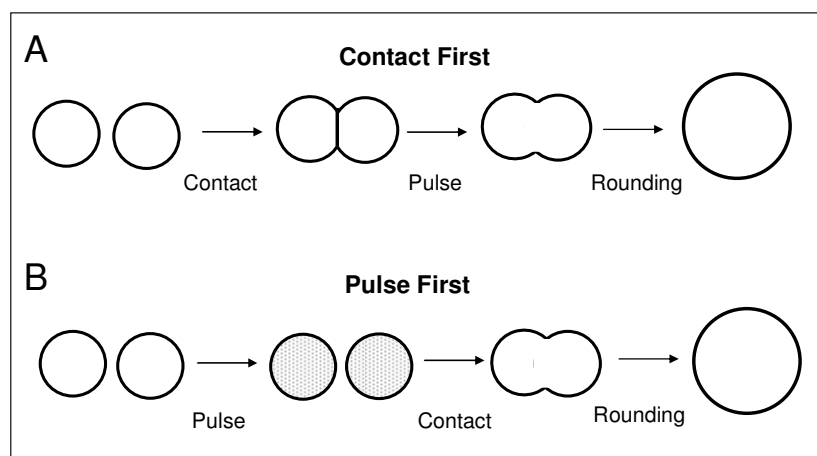 A
Contact First
Contact
Pulse
Rounding
B
Pulse First
Pulse
Contact
Rounding